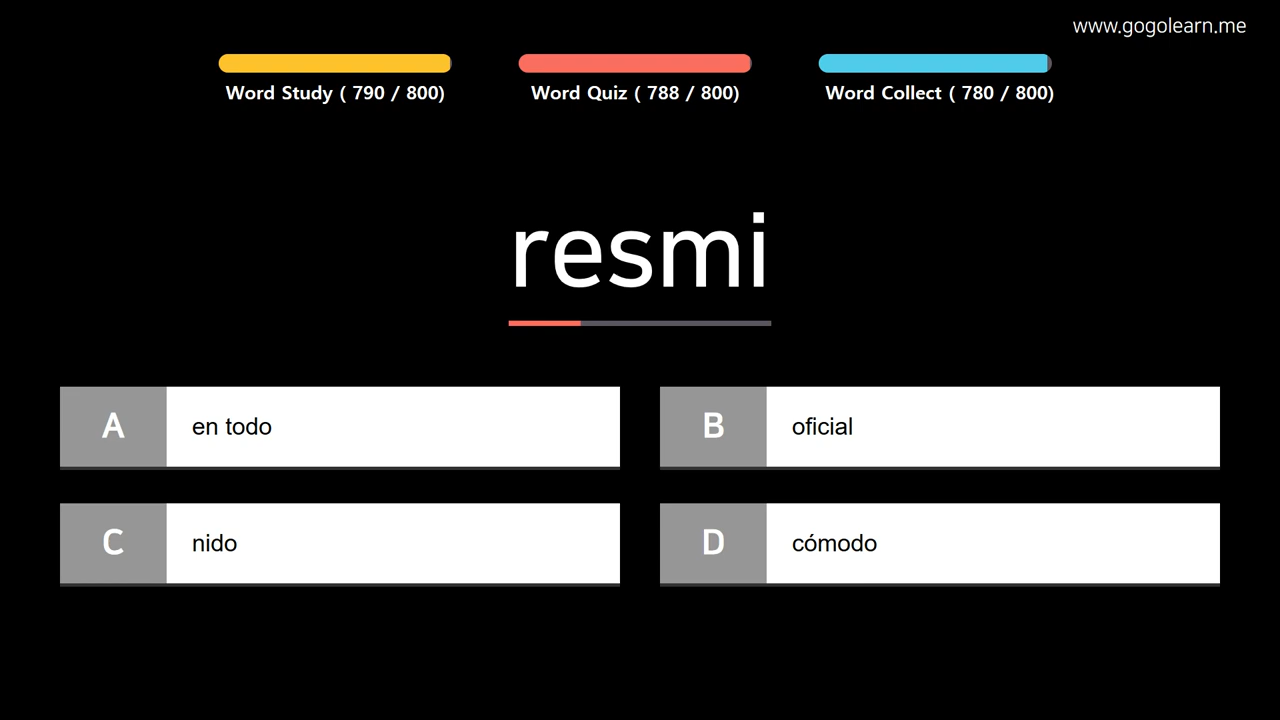 www.gogolearn.me
Word Study ( 790 / 800)
Word Quiz ( 788 / 800)
Word Collect ( 780 / 800)
resmi
A en todo
B oficial
C nido
D cómodo